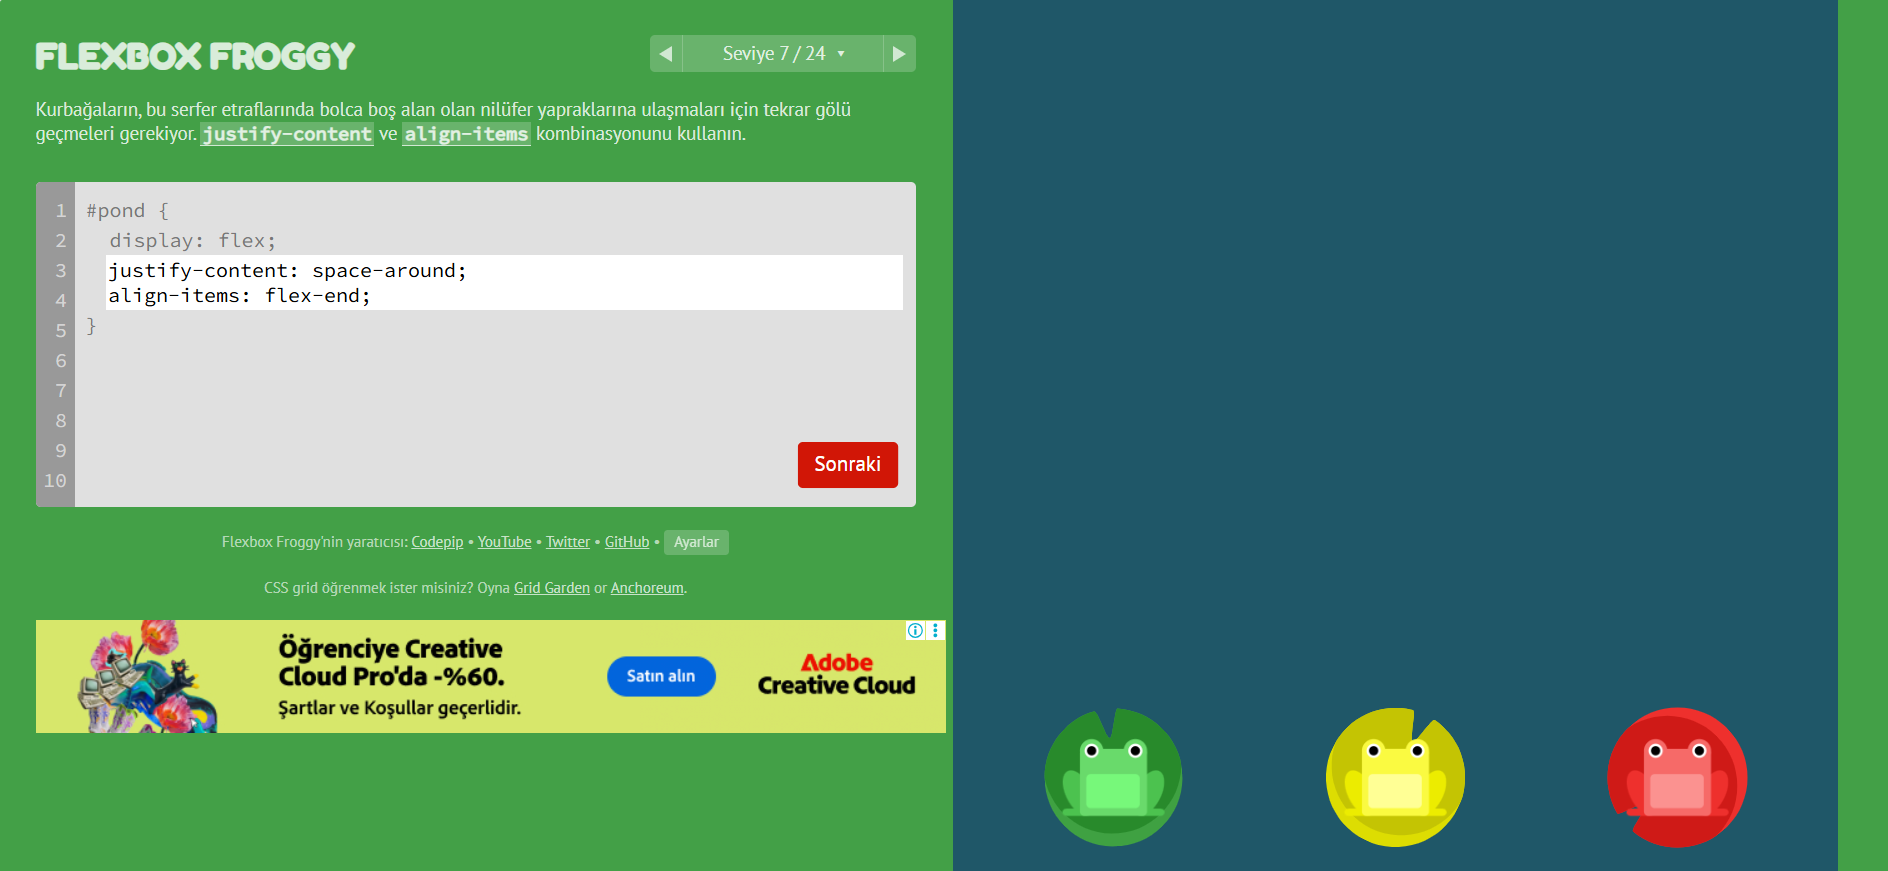 FLEXBOX FROGGY
Seviye 7 / 24
Kurbağaların, bu serfer etraflarında bolca boş alan olan nilüfer yapraklarına ulaşmaları için tekrar gölü
geçmeleri gerekiyor. justify-content ve align-items kombinasyonunu kullanın.
1 #pond {
2 display: flex;
3 justify-content: space-around;
4 align-items: flex-end;
5 }
6
7
8
9
10
Sonraki
Flexbox Froggy'nin yaratıcısı: Codepip • YouTube • Twitter • GitHub • Ayarlar
CSS grid öğrenmek ister misiniz? Oyna Grid Garden or Anchoreum.
Öğrenciye Creative
Cloud Pro'da -%60.
Şartlar ve Koşullar geçerlidir.
Satın alın
Adobe
Creative Cloud